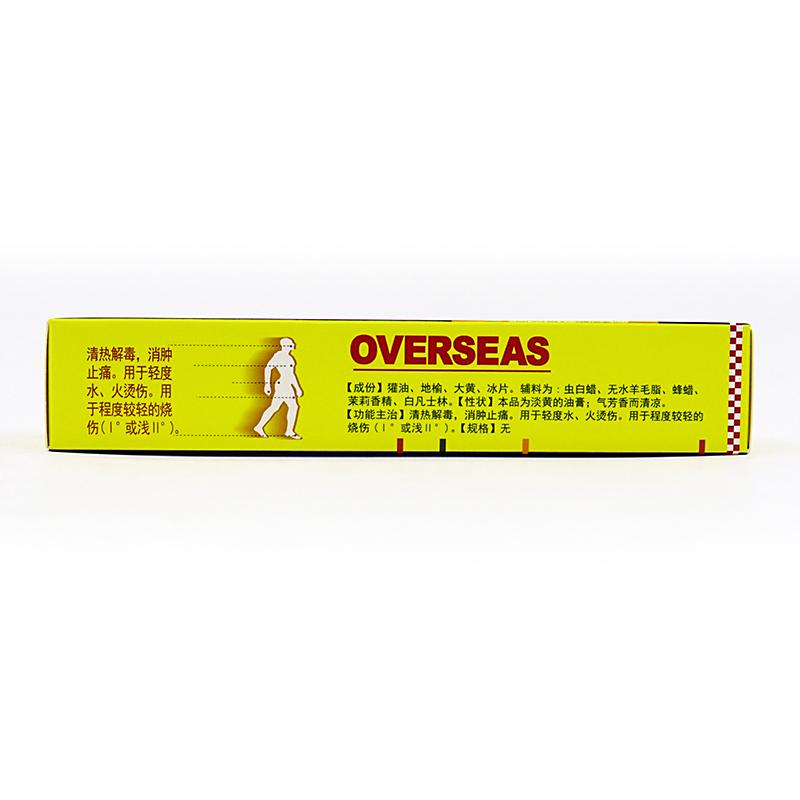 清热解毒，消肿
止痛。用于轻度
水、火烫伤。用
于程度较轻的烧
伤(Ⅰ°或浅Ⅱ°)。
OVERSEAS
【成份】獾油、地榆、大黄、冰片。辅料为：虫白蜡、无水羊毛脂、蜂蜡、
茉莉香精、白凡士林。【性状】本品为淡黄的油膏；气芳香而清凉。
【功能主治】清热解毒，消肿止痛。用于轻度水、火烫伤。用于程度较轻的
烧伤(Ⅰ°或浅Ⅱ°)。【规格】无